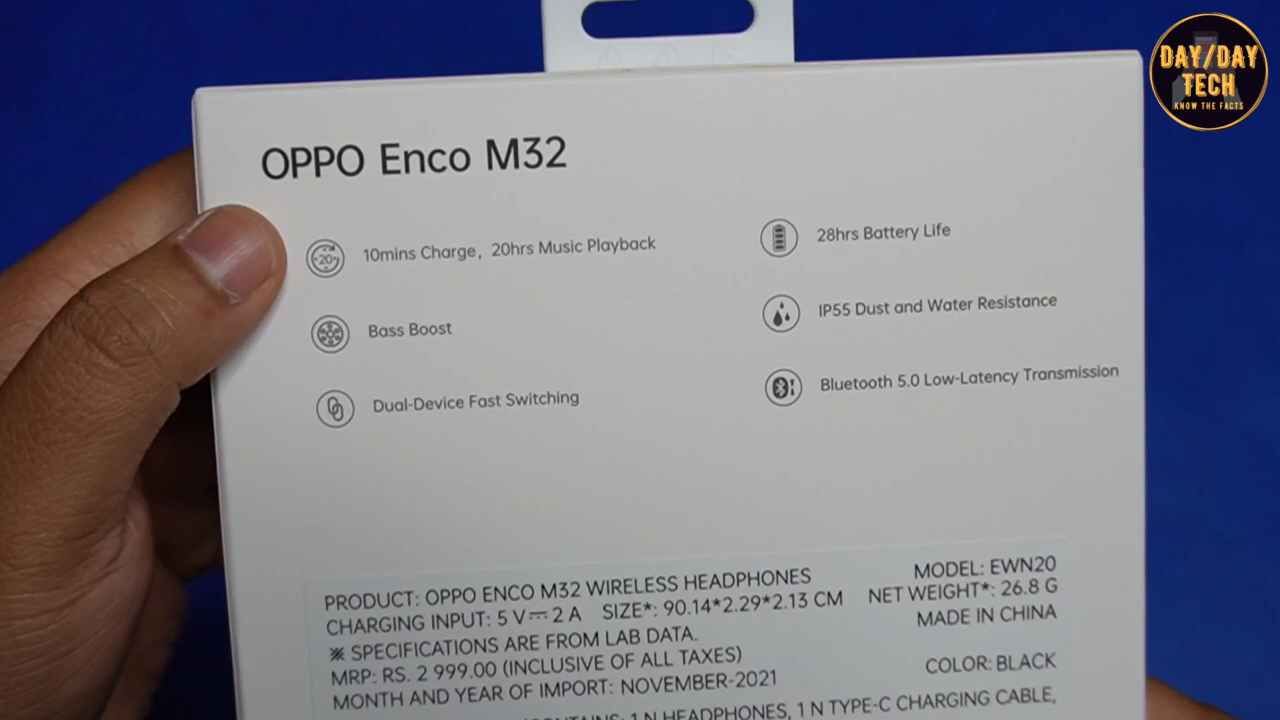 DAY/DAY
TECH
KNOW THE FACTS
OPPO Enco M32
20
10mins Charge, 20hrs Music Playback
28hrs Battery Life
Bass Boost
IP55 Dust and Water Resistance
Dual-Device Fast Switching
Bluetooth 5.0 Low-Latency Transmission
PRODUCT: OPPO ENCO M32 WIRELESS HEADPHONES
MODEL: EWN20
CHARGING INPUT: 5 V⎓2 A SIZE*: 90.14*2.29*2.13 CM
NET WEIGHT*: 26.8 G
※ SPECIFICATIONS ARE FROM LAB DATA.
MADE IN CHINA
MRP: RS. 2 999.00 (INCLUSIVE OF ALL TAXES)
MONTH AND YEAR OF IMPORT: NOVEMBER-2021
COLOR: BLACK
1 N HEADPHONES, 1 N TYPE-C CHARGING CABLE,